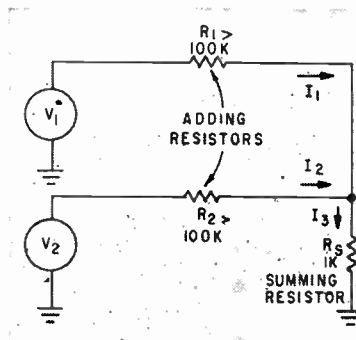 R1>
100K
I1
V1
ADDING
RESISTORS
I2
R2>
100K
I3
V2
RS
1K
SUMMING
RESISTOR